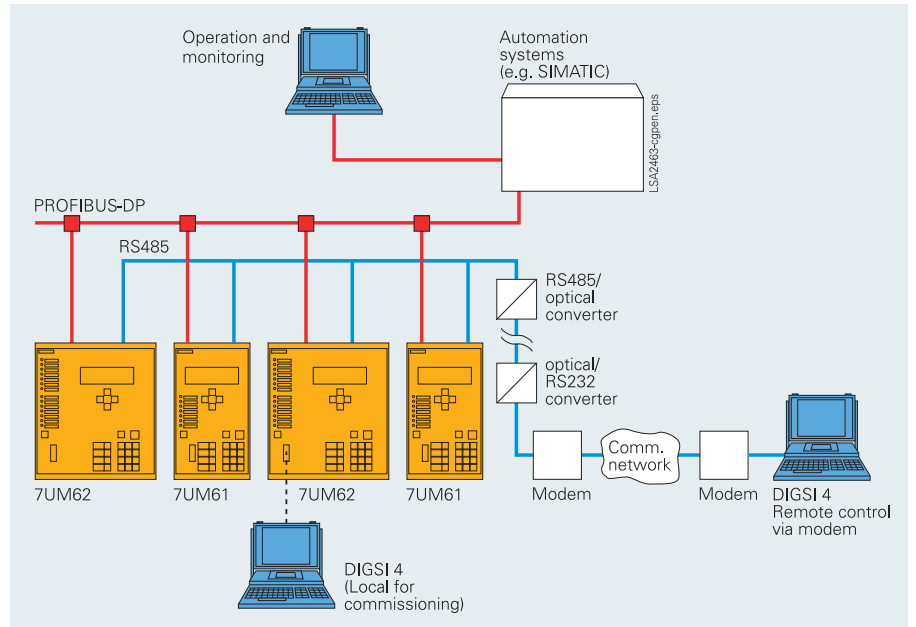 Operation and
monitoring
Automation
systems
(e.g. SIMATIC)
LSA2463-cgpen.eps
PROFIBUS-DP
RS485
RS485/
optical
converter
optical/
RS232
converter
Comm.
network
7UM62
7UM61
7UM62
7UM61
Modem
Modem
DIGSI 4
Remote control
via modem
DIGSI 4
(Local for
commissioning)